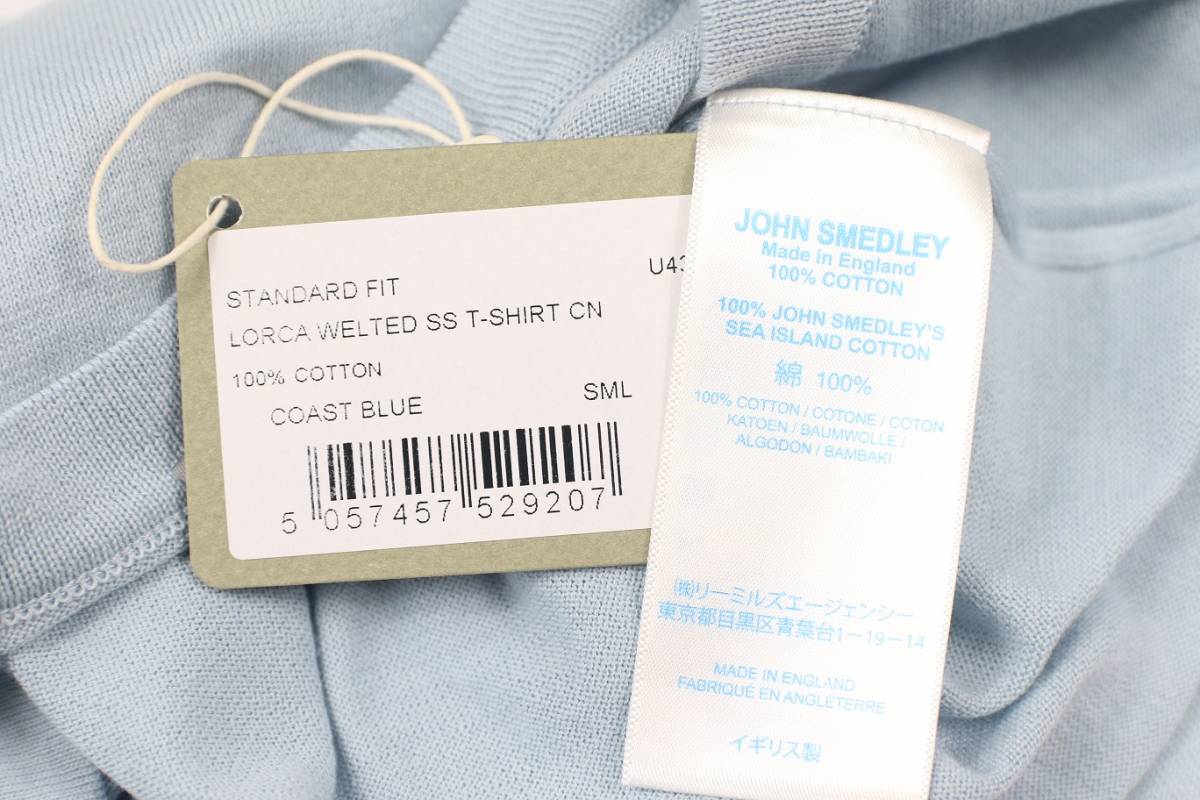 STANDARD FIT
U43
LORCA WELTED SS T-SHIRT CN
100% COTTON
COAST BLUE
SML
5 057457 529207
JOHN SMEDLEY
Made in England
100% COTTON
100% JOHN SMEDLEY'S
SEA ISLAND COTTON
綿 100%
100% COTTON / COTONE / COTON
KATOEN / BAUMWOLLE /
ALGODON / BAMBAKI
(株)リーミルズエージェンシー
東京都目黒区青葉台1-19-14
MADE IN ENGLAND
FABRIQUÉ EN ANGLETERRE
イギリス製